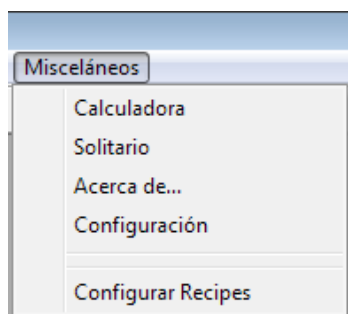 Misceláneos
Calculadora
Solitario
Acerca de...
Configuración
Configurar Recipes